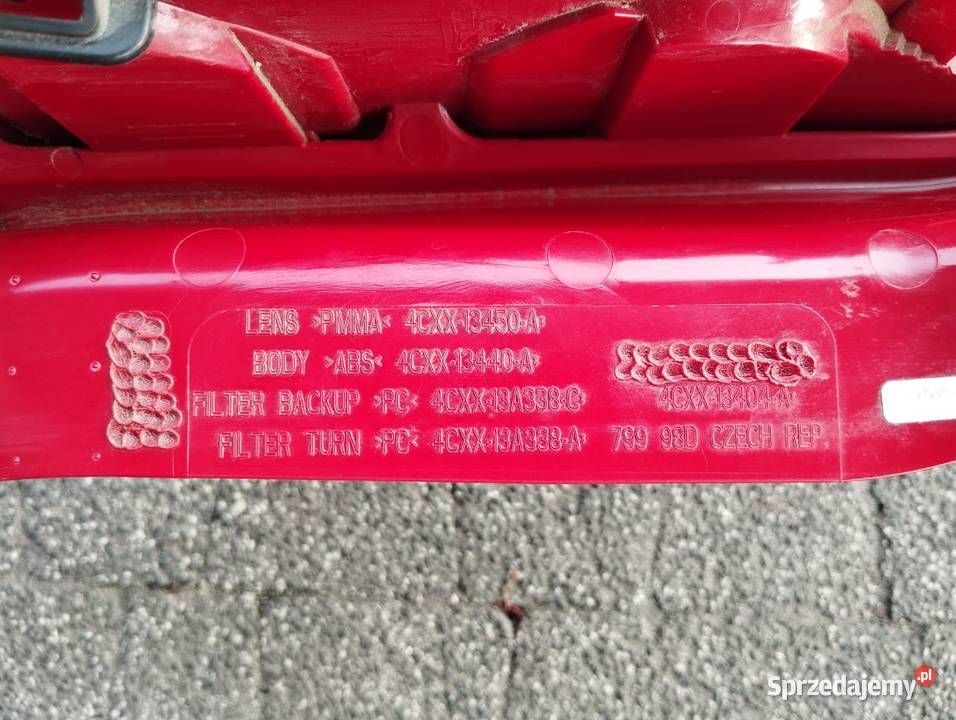 LENS >PMMA< 4CXX-13450-A
BODY >ABS< 4CXX-13440-A
FILTER BACKUP >PC< 4CXX-13A338-C
4CXX-13404-A
FILTER TURN >PC< 4CXX-13A338-A
799 98D CZECH REP.
Sprzedajemy.pl